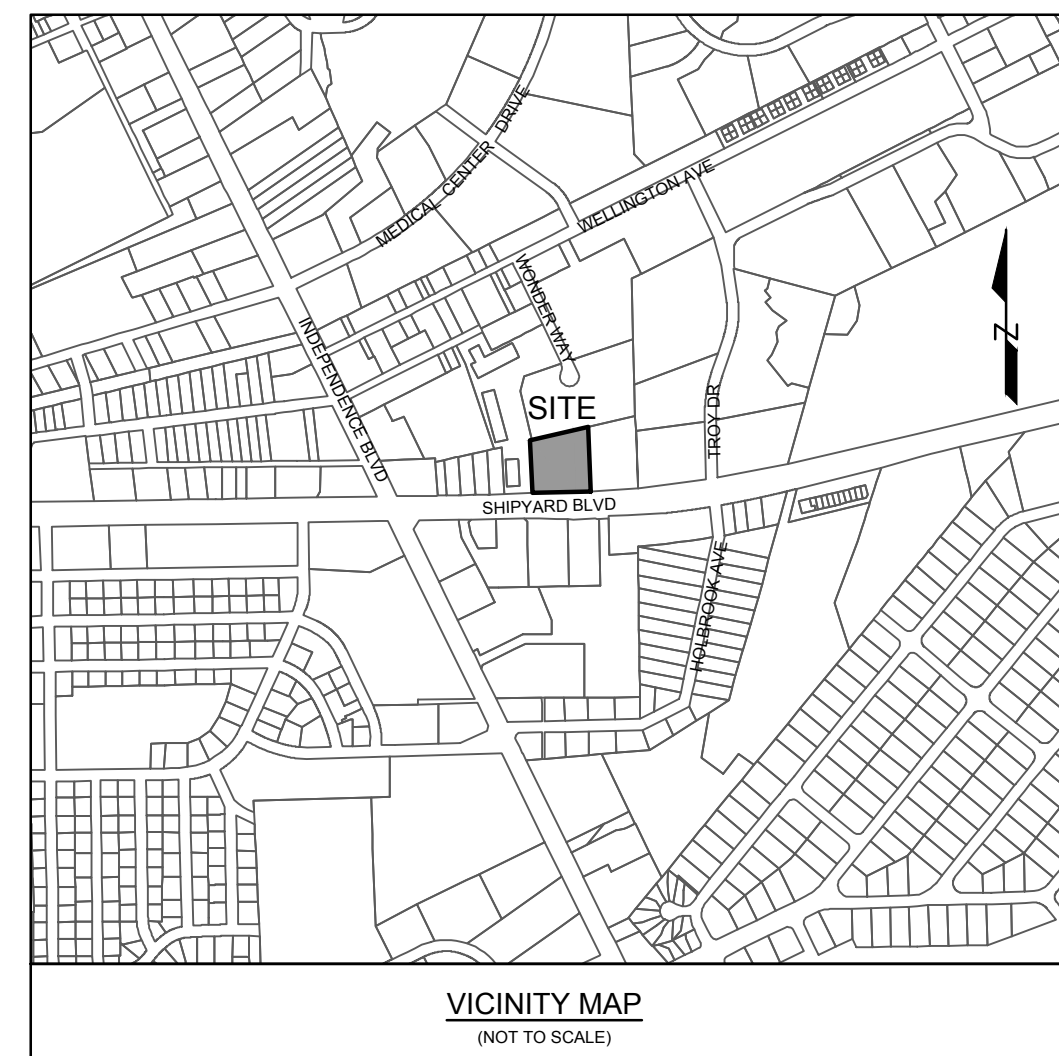 MEDICAL CENTER DRIVE
WELLINGTON AVE
WONDER WAY
INDEPENDENCE BLVD
N
SITE
TROY DR
SHIPYARD BLVD
HOLBROOK AVE
VICINITY MAP
(NOT TO SCALE)